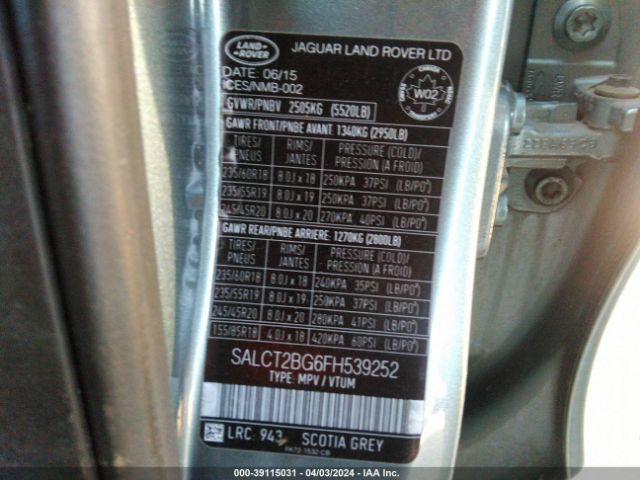 LAND ROVER
JAGUAR LAND ROVER LTD
DATE: 06/15
ICES/NMB-002
W02
GVWR/PNBV 2505KG (5520LB)
GAWR FRONT/PNBE AVANT: 1340KG (2950LB)
TIRES/PNEUS RIMS/JANTES PRESSURE (COLD)/PRESSION (A FROID)
235/60R18 8.0J x 18 250KPA 37PSI (LB/PO²)
235/55R19 8.0J x 19 250KPA 37PSI (LB/PO²)
245/45R20 8.0J x 20 270KPA 40PSI (LB/PO²)
GAWR REAR/PNBE ARRIERE: 1270KG (2800LB)
TIRES/PNEUS RIMS/JANTES PRESSURE (COLD)/PRESSION (A FROID)
235/60R18 8.0J x 18 240KPA 35PSI (LB/PO²)
235/55R19 8.0J x 19 250KPA 37PSI (LB/PO²)
245/45R20 8.0J x 20 280KPA 41PSI (LB/PO²)
155/85R18 4.0J x 18 420KPA 60PSI (LB/PO²)
SALCT2BG6FH539252
TYPE: MPV / VTUM
LRC: 943 SCOTIA GREY
FK72-1532-CB
000-39115031 - 04/03/2024 - IAA Inc.